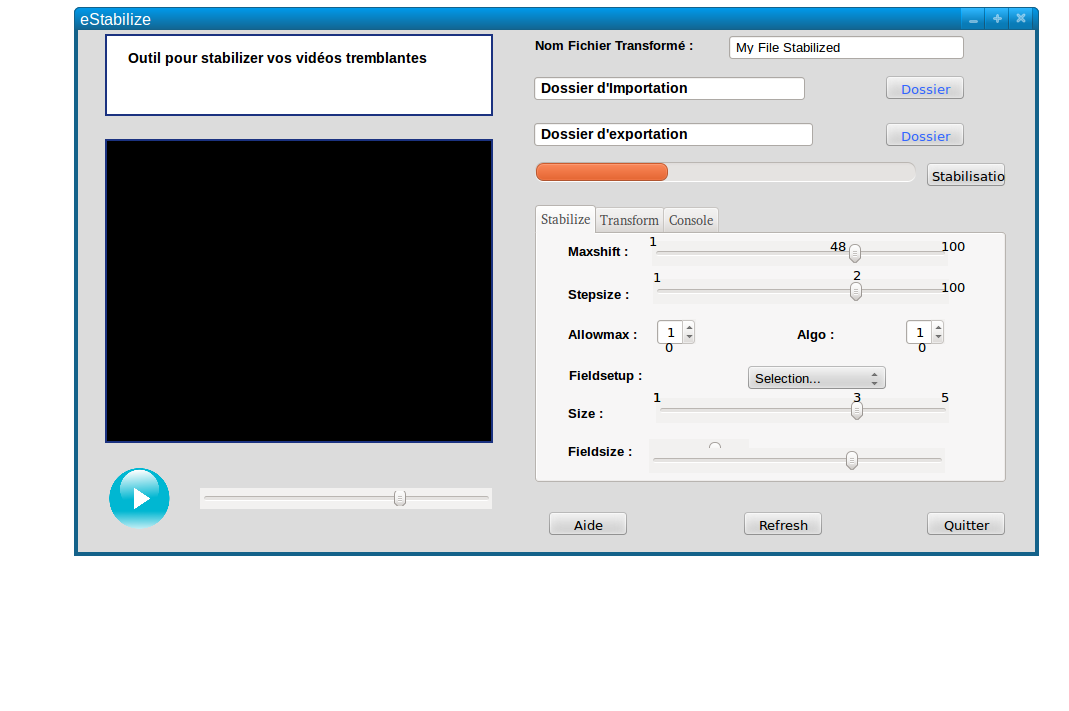 eStabilize
Outil pour stabilizer vos vidéos tremblantes
Nom Fichier Transformé :
My File Stabilized
Dossier d'Importation
Dossier
Dossier d'exportation
Dossier
Stabilisatio
Stabilize Transform Console
Maxshift :
1
48
100
Stepsize :
1
2
100
Allowmax :
1
0
Algo :
1
0
Fieldsetup :
Selection...
Size :
1
3
5
Fieldsize :
Aide
Refresh
Quitter